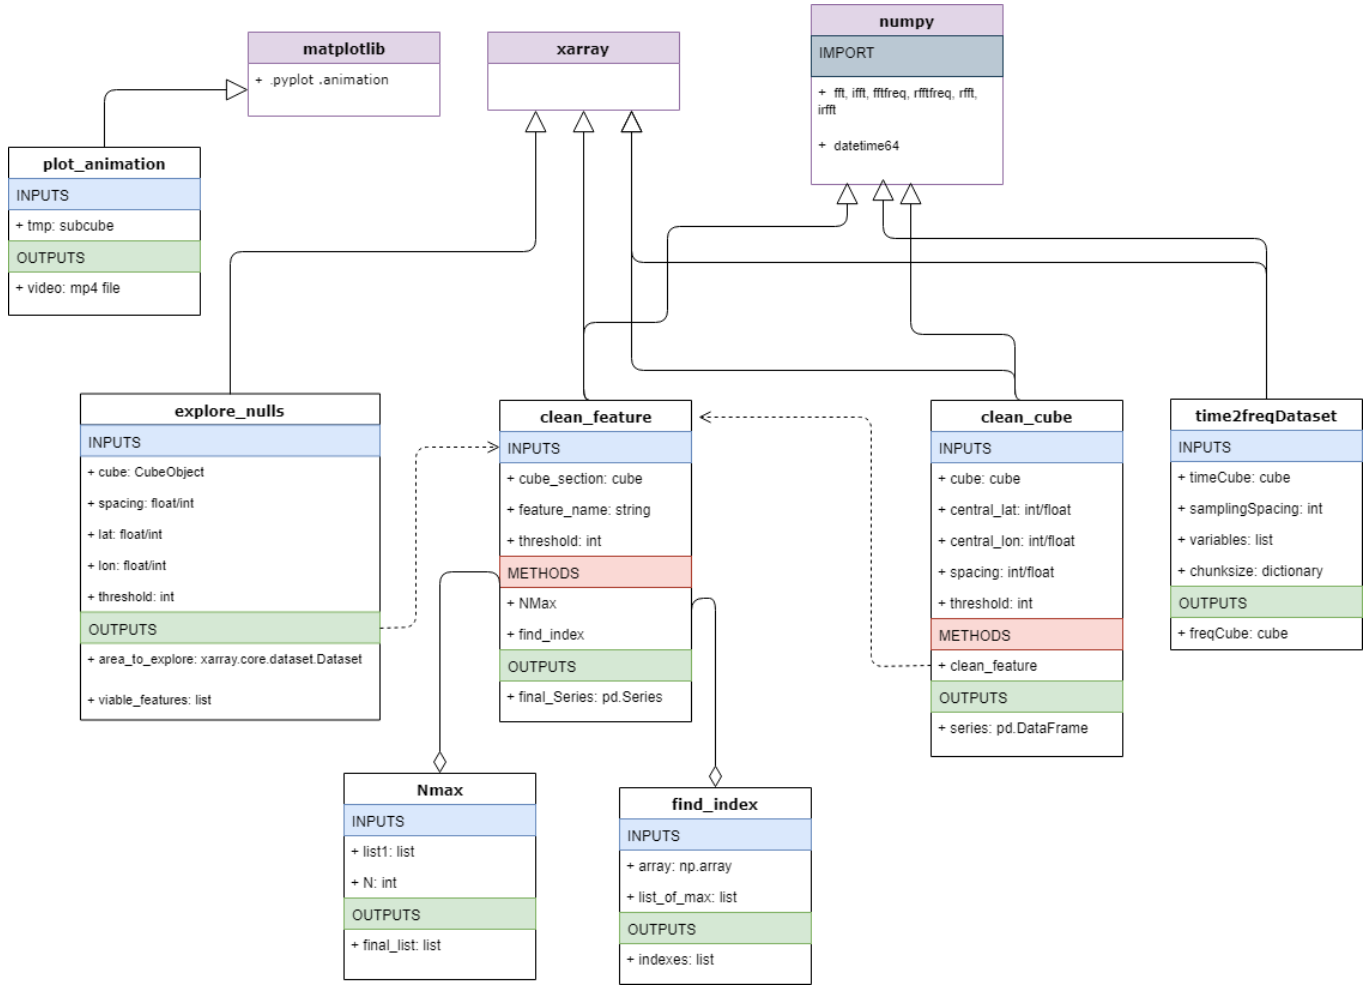 matplotlib
+ .pyplot .animation
xarray
numpy
IMPORT
+ fft, ifft, fftfreq, rfftfreq, rfft,
irfft
+ datetime64
plot_animation
INPUTS
+ tmp: subcube
OUTPUTS
+ video: mp4 file
explore_nulls
INPUTS
+ cube: CubeObject
+ spacing: float/int
+ lat: float/int
+ lon: float/int
+ threshold: int
OUTPUTS
+ area_to_explore: xarray.core.dataset.Dataset
+ viable_features: list
clean_feature
INPUTS
+ cube_section: cube
+ feature_name: string
+ threshold: int
METHODS
+ NMax
+ find_index
OUTPUTS
+ final_Series: pd.Series
clean_cube
INPUTS
+ cube: cube
+ central_lat: int/float
+ central_lon: int/float
+ spacing: int/float
+ threshold: int
METHODS
+ clean_feature
OUTPUTS
+ series: pd.DataFrame
time2freqDataset
INPUTS
+ timeCube: cube
+ samplingSpacing: int
+ variables: list
+ chunksize: dictionary
OUTPUTS
+ freqCube: cube
Nmax
INPUTS
+ list1: list
+ N: int
OUTPUTS
+ final_list: list
find_index
INPUTS
+ array: np.array
+ list_of_max: list
OUTPUTS
+ indexes: list